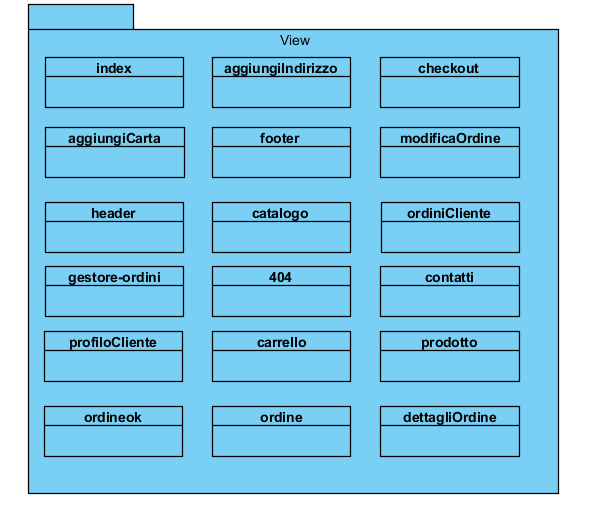 View
index
aggiungiIndirizzo
checkout
aggiungiCarta
footer
modificaOrdine
header
catalogo
ordiniCliente
gestore-ordini
404
contatti
profiloCliente
carrello
prodotto
ordineok
ordine
dettagliOrdine